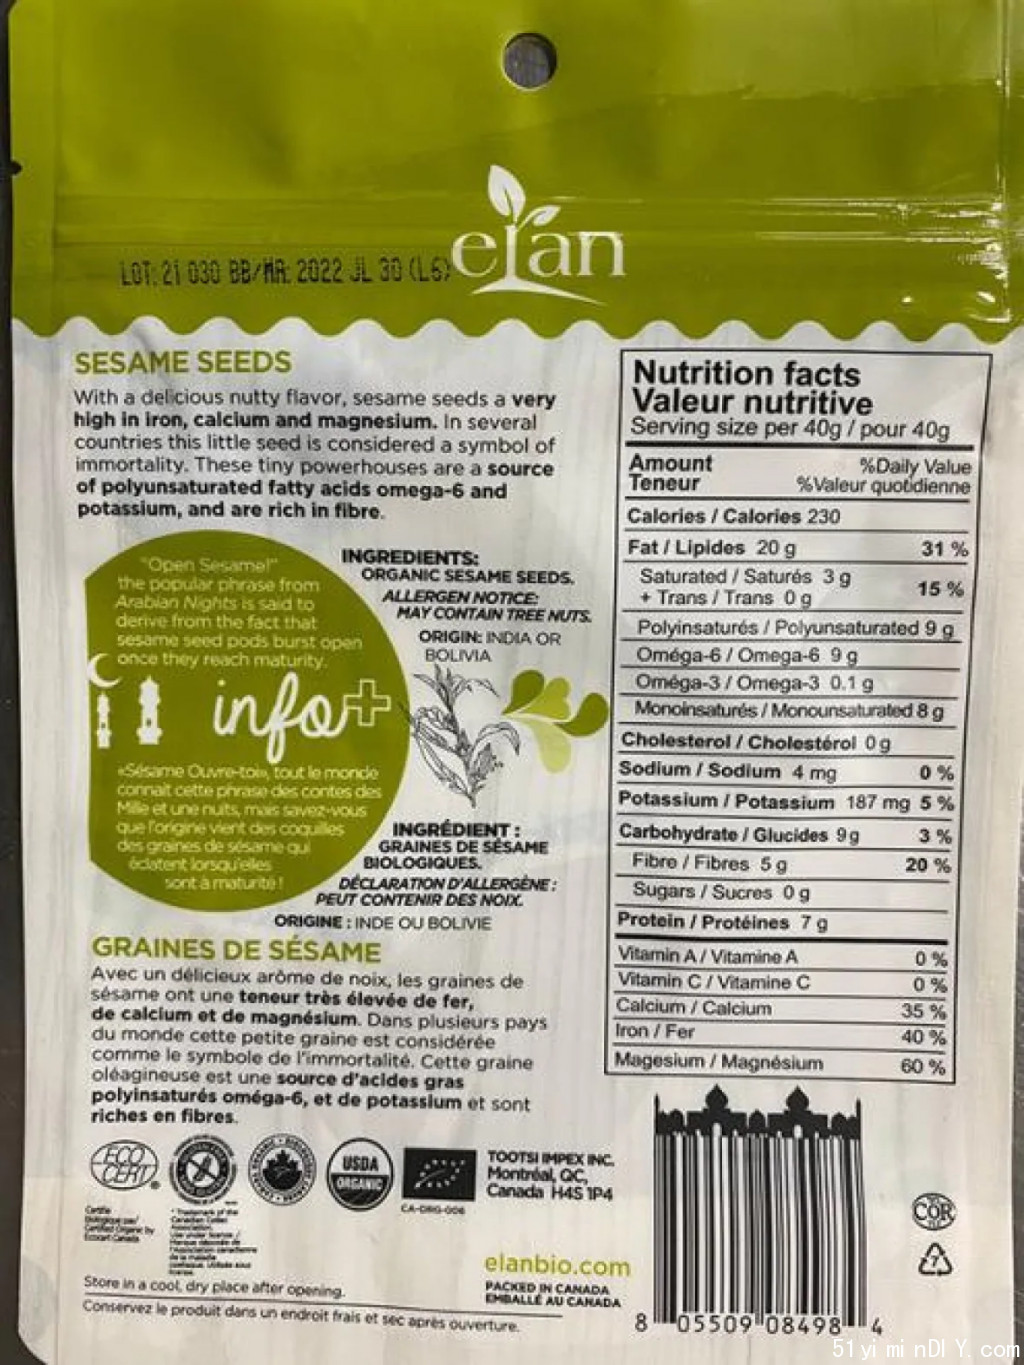 elan
LOT: 21 030 BB/MA: 2022 JL 30 (L6)
SESAME SEEDS
With a delicious nutty flavor, sesame seeds a very
high in iron, calcium and magnesium. In several
countries this little seed is considered a symbol of
immortality. These tiny powerhouses are a source
of polyunsaturated fatty acids omega-6 and
potassium, and are rich in fibre.
"Open Sesame!"
the popular phrase from
Arabian Nights is said to
derive from the fact that
sesame seed pods burst open
once they reach maturity.
info+
«Sésame Ouvre-toi», tout le monde
connait cette phrase des contes des
Mille et une nuits, mais savez-vous
que l'origine vient des coquilles
des graines de sésame qui
éclatent lorsqu'elles
sont à maturité !
INGREDIENTS:
ORGANIC SESAME SEEDS.
ALLERGEN NOTICE:
MAY CONTAIN TREE NUTS.
ORIGIN: INDIA OR
BOLIVIA
INGRÉDIENT :
GRAINES DE SÉSAME
BIOLOGIQUES.
DÉCLARATION D'ALLERGÈNE :
PEUT CONTENIR DES NOIX.
ORIGINE : INDE OU BOLIVIE
GRAINES DE SÉSAME
Avec un délicieux arôme de noix, les graines de
sésame ont une teneur très élevée de fer,
de calcium et de magnésium. Dans plusieurs pays
du monde cette petite graine est considérée
comme le symbole de l'immortalité. Cette graine
oléagineuse est une source d'acides gras
polyinsaturés oméga-6, et de potassium et sont
riches en fibres.
Nutrition facts
Valeur nutritive
Serving size per 40g / pour 40g
Amount %Daily Value
Teneur %Valeur quotidienne
Calories / Calories 230
Fat / Lipides 20 g 31 %
Saturated / Saturés 3 g
+ Trans / Trans 0 g 15 %
Polyinsaturés / Polyunsaturated 9 g
Oméga-6 / Omega-6 9 g
Oméga-3 / Omega-3 0.1 g
Monoinsaturés / Monounsaturated 8 g
Cholesterol / Cholestérol 0 g
Sodium / Sodium 4 mg 0 %
Potassium / Potassium 187 mg 5 %
Carbohydrate / Glucides 9 g 3 %
Fibre / Fibres 5 g 20 %
Sugars / Sucres 0 g
Protein / Protéines 7 g
Vitamin A / Vitamine A 0 %
Vitamin C / Vitamine C 0 %
Calcium / Calcium 35 %
Iron / Fer 40 %
Magesium / Magnésium 60 %
ECO
CERT
®
USDA
ORGANIC
CA-ORG-006
TOOTSI IMPEX INC.
Montréal, QC,
Canada H4S 1P4
Certified Organic by
Ecocert Canada
* Trademark of the
Canadian Celiac
Association.
elanbio.com
PACKED IN CANADA
EMBALLÉ AU CANADA
Store in a cool, dry place after opening.
Conservez le produit dans un endroit frais et sec après ouverture.
COR
7
8 05509 08498 4
51yiminDIY.com